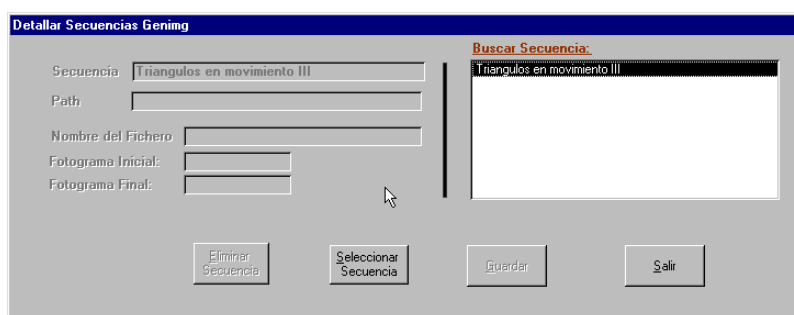 Detallar Secuencias Genimg
Buscar Secuencia:
Secuencia Triangulos en movimiento III
Triangulos en movimiento III
Path
Nombre del Fichero
Fotograma Inicial:
Fotograma Final:
Eliminar
Secuencia
Seleccionar
Secuencia
Guardar
Salir